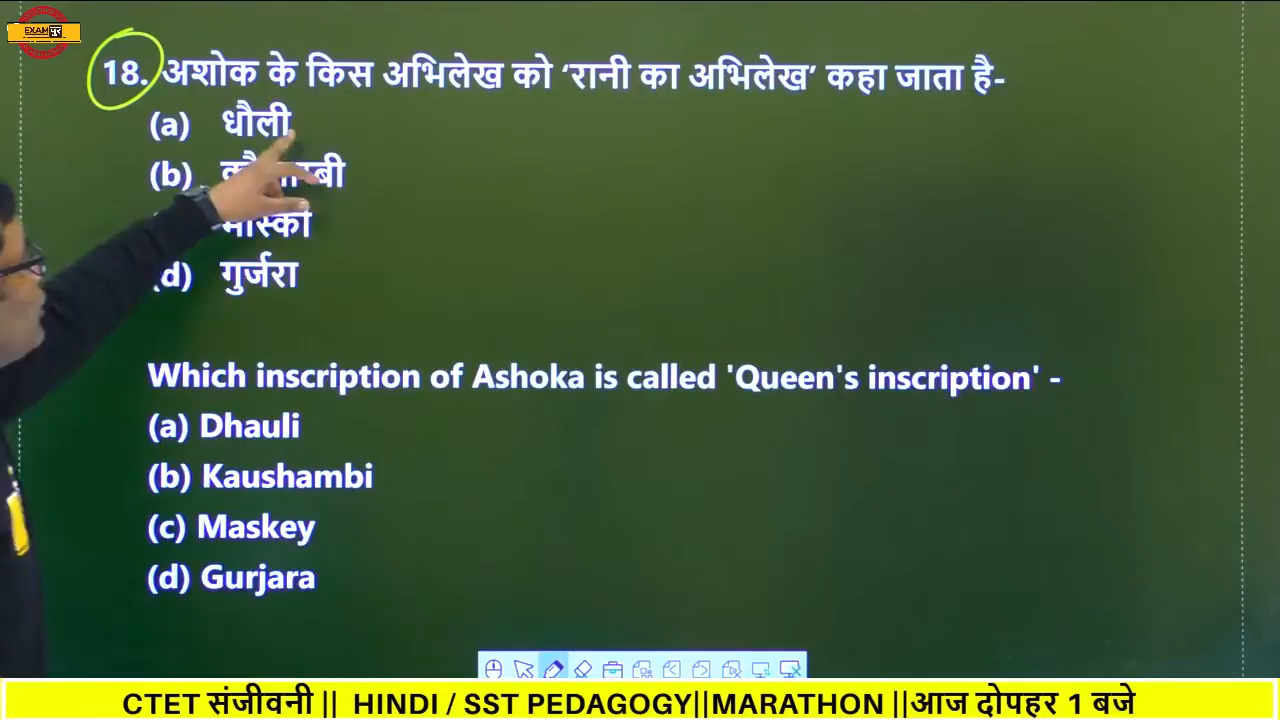 EXAM पुर
18. अशोक के किस अभिलेख को ‘रानी का अभिलेख’ कहा जाता है-
(a) धौली
(b)
मास्की
(d) गुर्जरा
Which inscription of Ashoka is called 'Queen's inscription' -
(a) Dhauli
(b) Kaushambi
(c) Maskey
(d) Gurjara
CTET संजीवनी || HINDI / SST PEDAGOGY||MARATHON ||आज दोपहर 1 बजे